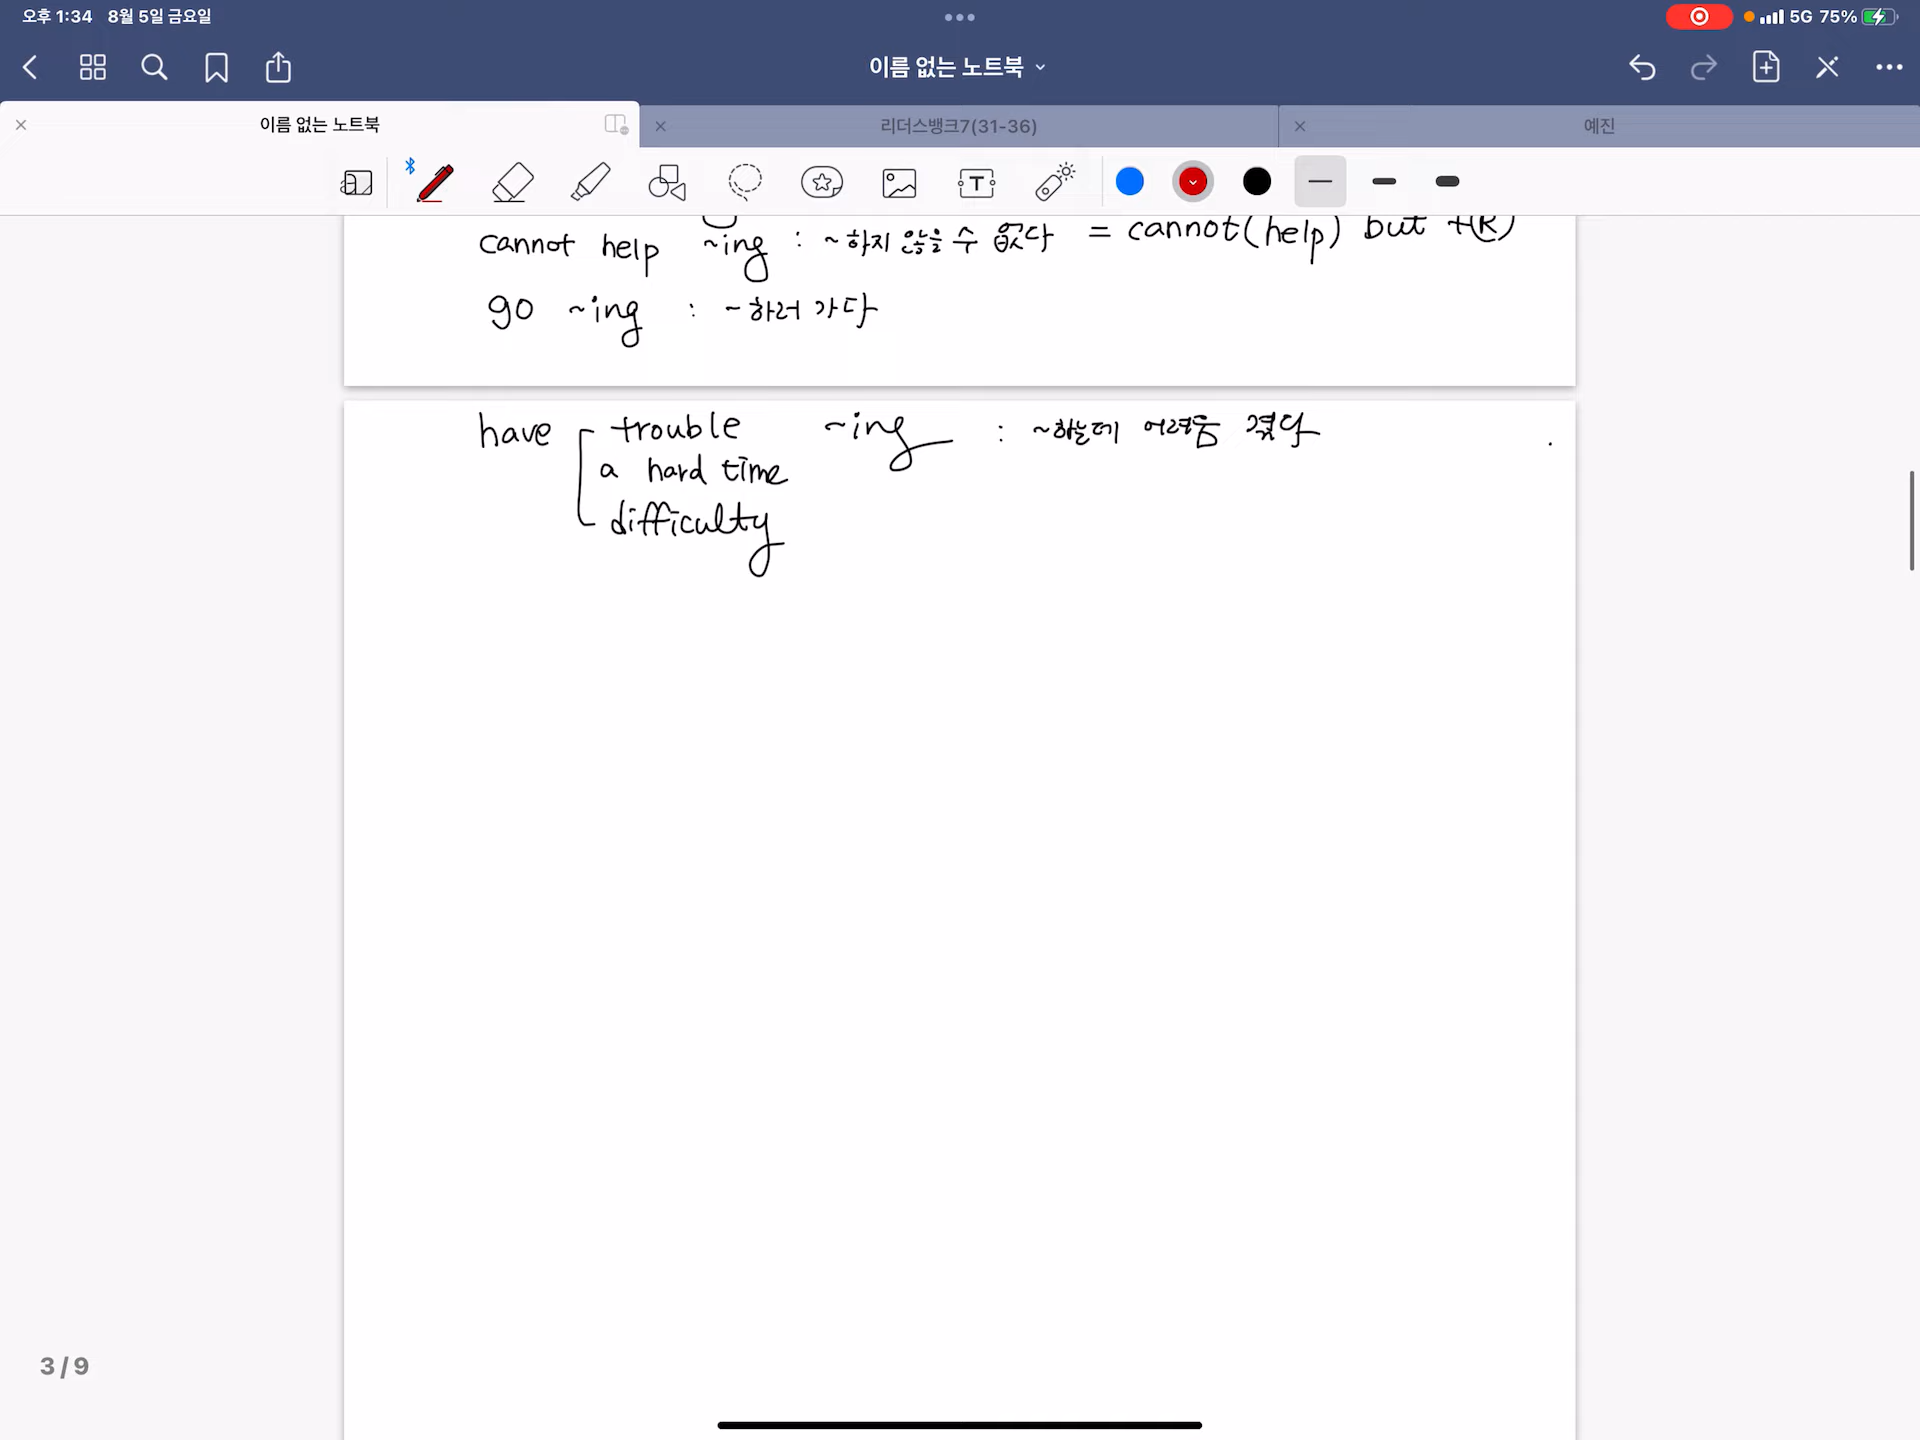 오후 1:34 8월 5일 금요일
5G 75%
이름 없는 노트북
이름 없는 노트북
리더스뱅크7(31-36)
예진
cannot help ~ing : ~하지 않을 수 없다 = cannot(help) but +R
go ~ing : ~하러 가다
have trouble ~ing : ~하는데 어려움 겪다
a hard time
difficulty
3/9